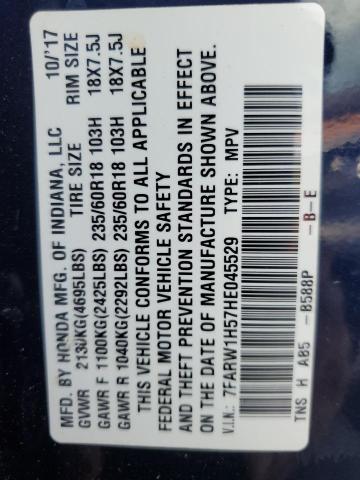 MFD. BY HONDA MFG. OF INDIANA, LLC 10/'17
GVWR 2130KG(4695LBS) TIRE SIZE RIM SIZE
GAWR F 1100KG(2425LBS) 235/60R18 103H 18X7.5J
GAWR R 1040KG(2292LBS) 235/60R18 103H 18X7.5J
THIS VEHICLE CONFORMS TO ALL APPLICABLE
FEDERAL MOTOR VEHICLE SAFETY
AND THEFT PREVENTION STANDARDS IN EFFECT
ON THE DATE OF MANUFACTURE SHOWN ABOVE.
V.I.N.: 7FARW1H57HE045529 TYPE: MPV
TNS H A85 -B588P -B-E